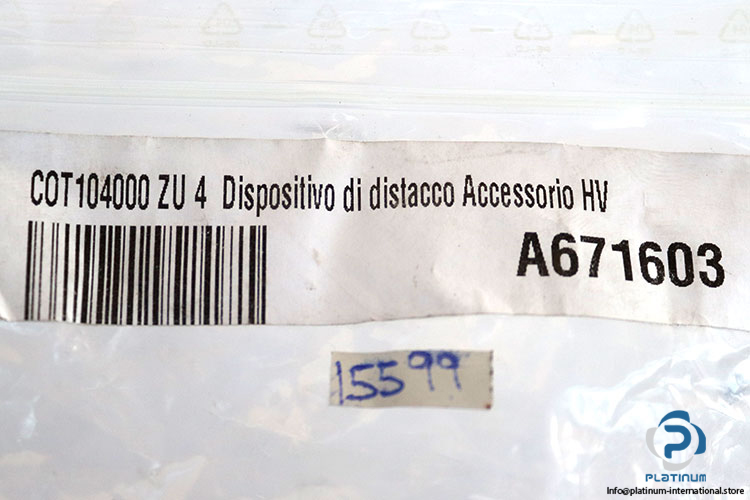 COT104000 ZU 4 Dispositivo di distacco Accessorio HV
A671603
15599
PLATINUM
Info@platinum-international.store